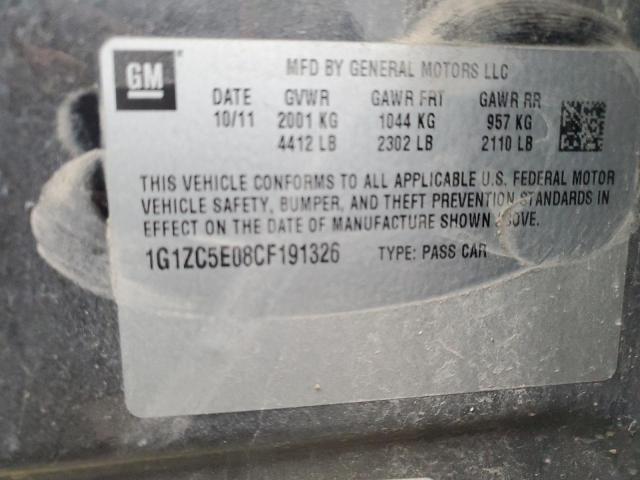 GM
MFD BY GENERAL MOTORS LLC
DATE GVWR GAWR FRT GAWR RR
10/11 2001 KG 1044 KG 957 KG
4412 LB 2302 LB 2110 LB
THIS VEHICLE CONFORMS TO ALL APPLICABLE U.S. FEDERAL MOTOR
VEHICLE SAFETY, BUMPER, AND THEFT PREVENTION STANDARDS IN
EFFECT ON THE DATE OF MANUFACTURE SHOWN ABOVE.
1G1ZC5E08CF191326 TYPE: PASS CAR